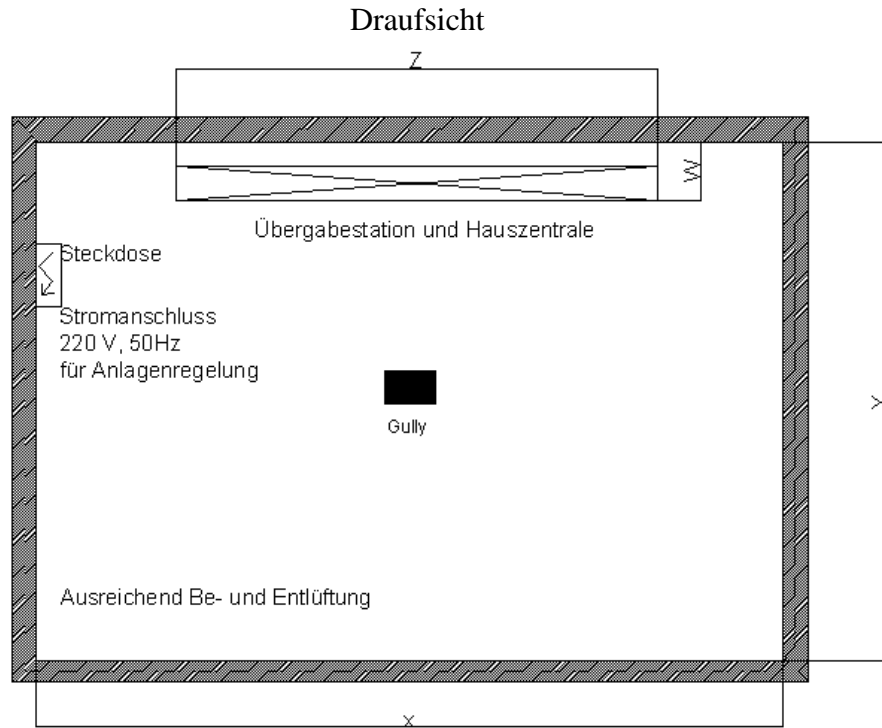 Draufsicht
Z
W
Übergabestation und Hauszentrale
Steckdose
Stromanschluss
220 V, 50Hz
für Anlagenregelung
Y
Gully
Ausreichend Be- und Entlüftung
X